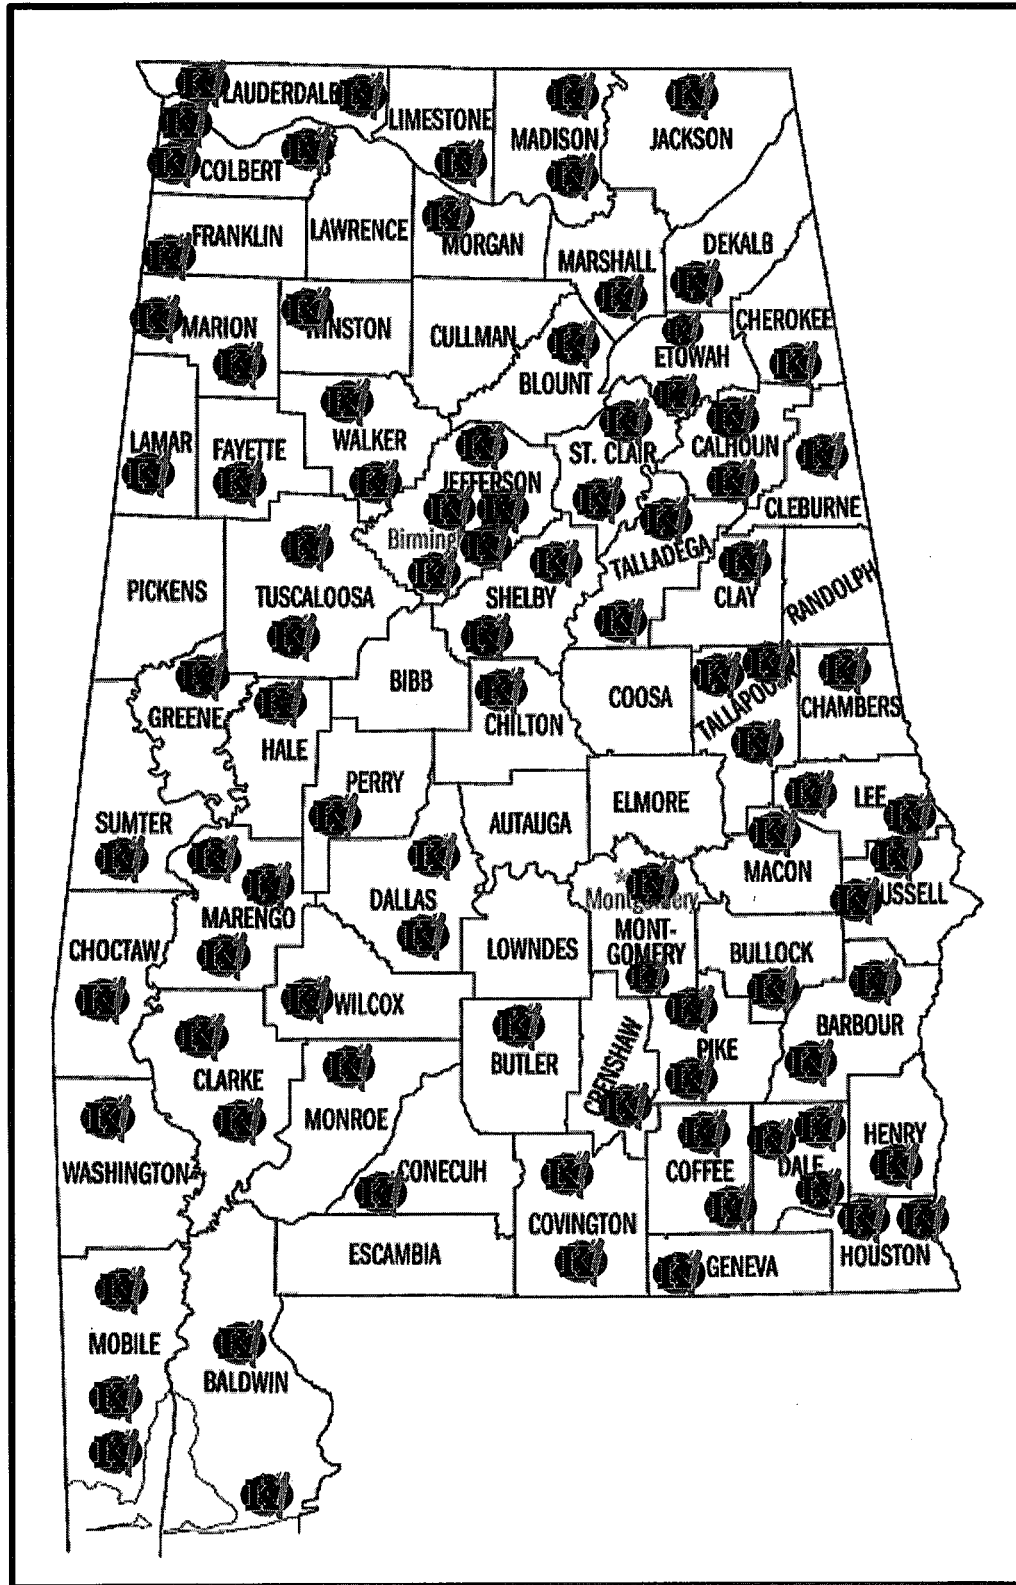 LAUDERDALE
LIMESTONE
MADISON
JACKSON
COLBERT
FRANKLIN
LAWRENCE
MORGAN
MARSHALL
DEKALB
MARION
WINSTON
CULLMAN
BLOUNT
ETOWAH
CHEROKEE
LAMAR
FAYETTE
WALKER
JEFFERSON
ST. CLAIR
CALHOUN
CLEBURNE
Birming
PICKENS
TUSCALOOSA
SHELBY
TALLADEGA
CLAY
RANDOLPH
BIBB
GREENE
HALE
CHILTON
COOSA
TALLAPOOSA
CHAMBERS
PERRY
AUTAUGA
ELMORE
LEE
SUMTER
MACON
DALLAS
MARENGO
Montgomery
RUSSELL
CHOCTAW
LOWNDES
MONT-
GOMERY
BULLOCK
WILCOX
BUTLER
CRENSHAW
PIKE
BARBOUR
CLARKE
MONROE
WASHINGTON
CONECUH
COFFEE
DALE
HENRY
COVINGTON
ESCAMBIA
GENEVA
HOUSTON
MOBILE
BALDWIN